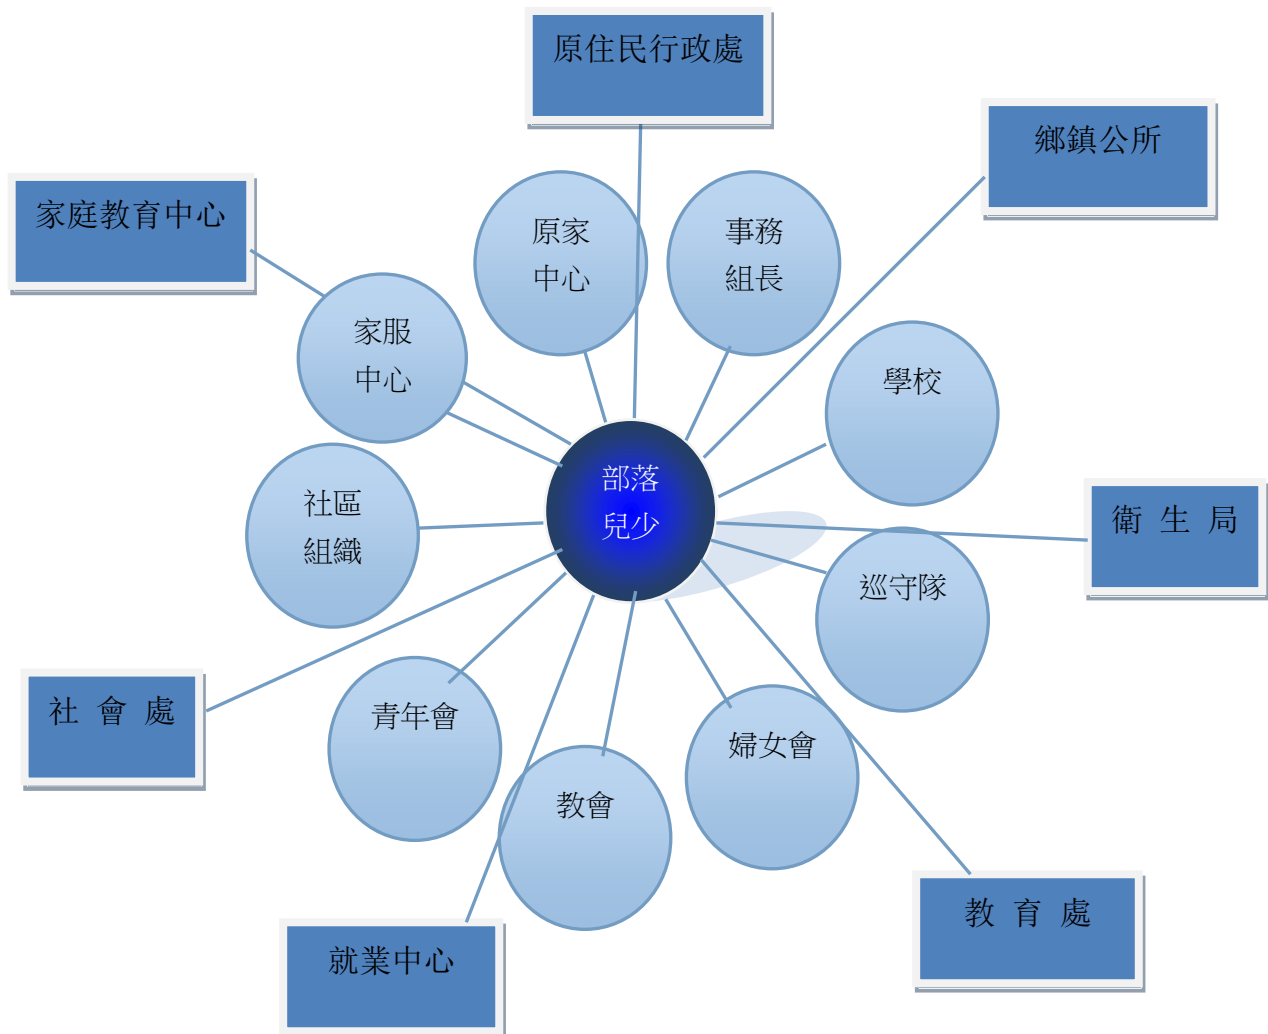 原住民行政處
鄉鎮公所
家庭教育中心
原家
中心
事務
組長
家服
中心
學校
部落
兒少
社區
組織
衛 生 局
巡守隊
社 會 處
青年會
婦女會
教會
教 育 處
就業中心